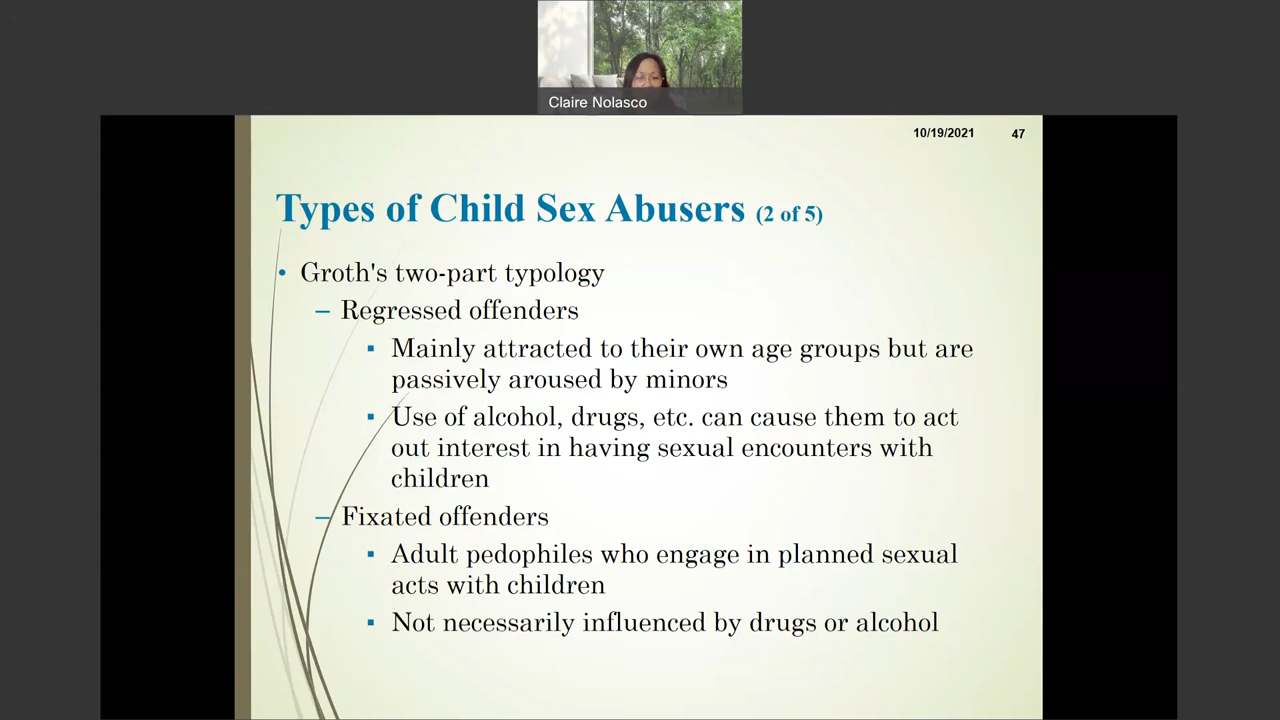 Claire Nolasco
10/19/2021 47
Types of Child Sex Abusers (2 of 5)
• Groth's two-part typology
– Regressed offenders
▪ Mainly attracted to their own age groups but are
passively aroused by minors
▪ Use of alcohol, drugs, etc. can cause them to act
out interest in having sexual encounters with
children
– Fixated offenders
▪ Adult pedophiles who engage in planned sexual
acts with children
▪ Not necessarily influenced by drugs or alcohol